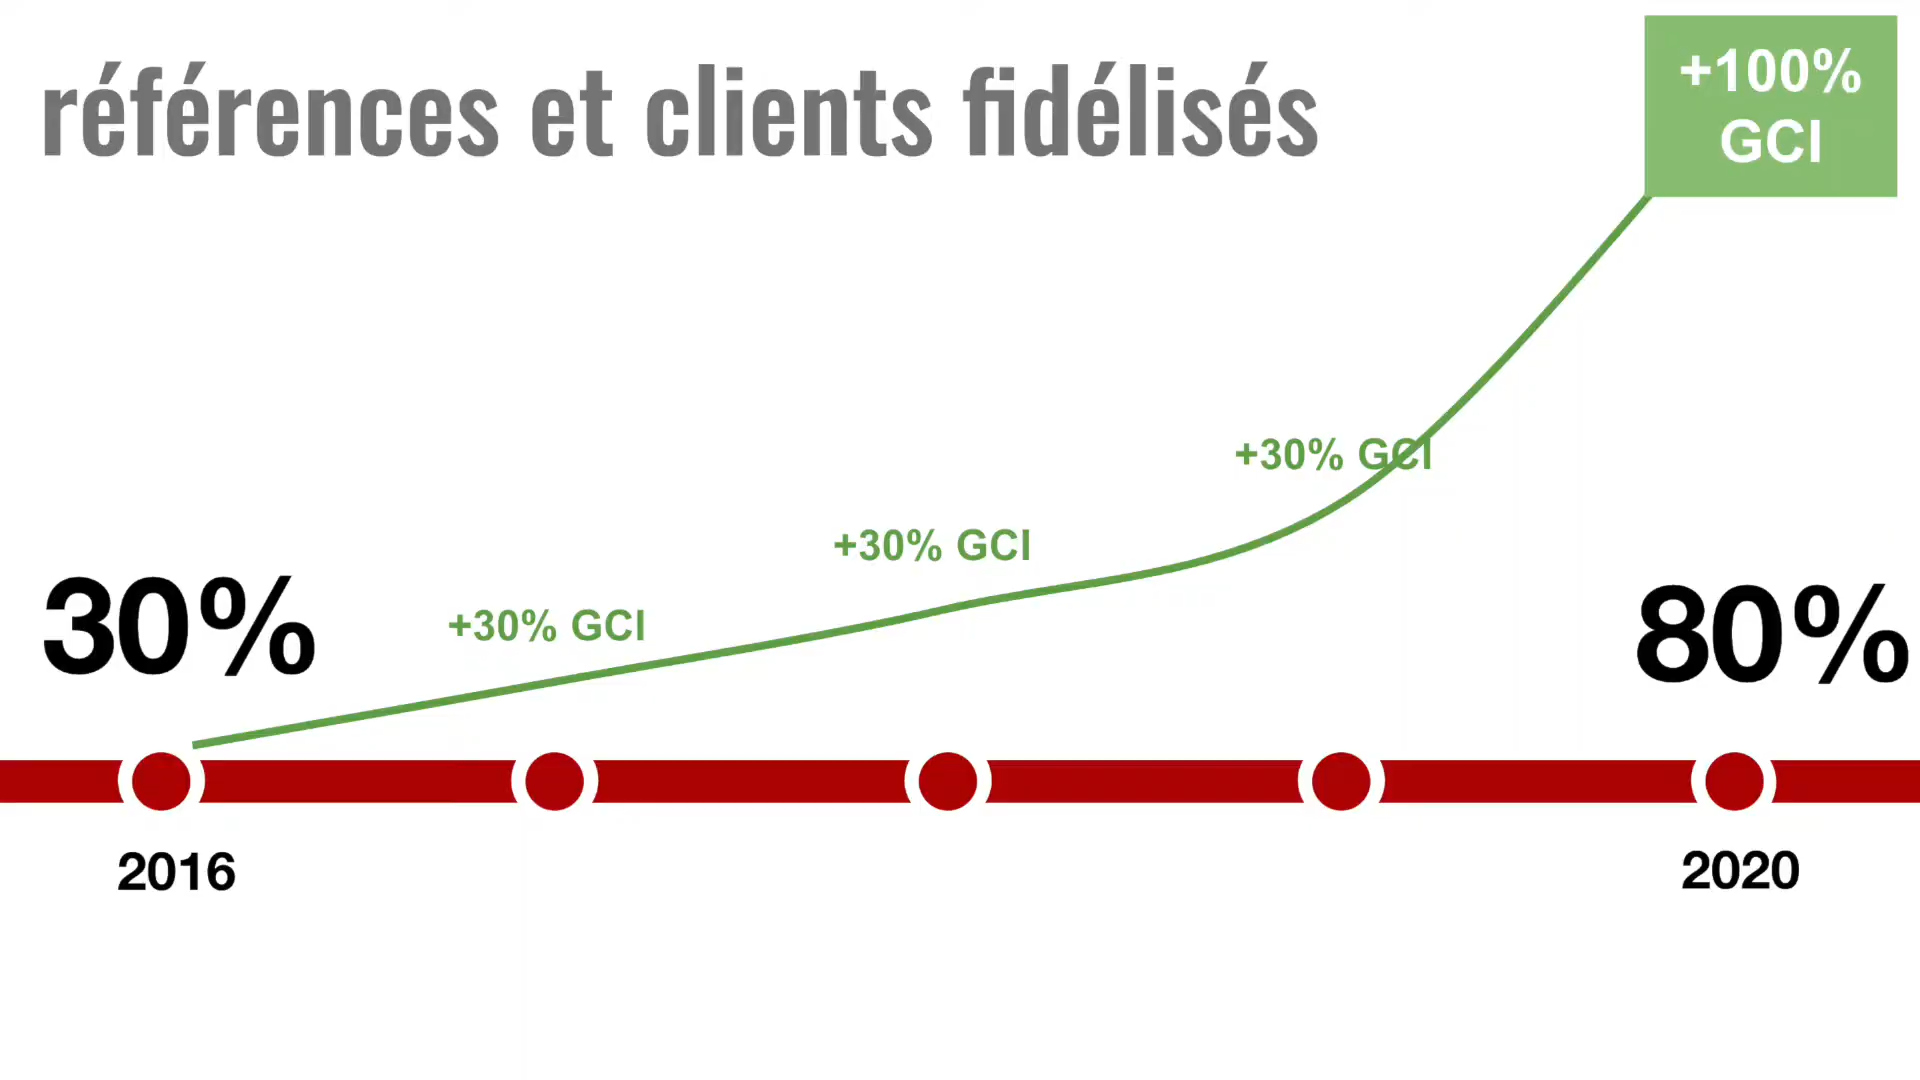 références et clients fidélisés
+100%
GCI
+30% GCI
+30% GCI
+30% GCI
30%
80%
2016
2020